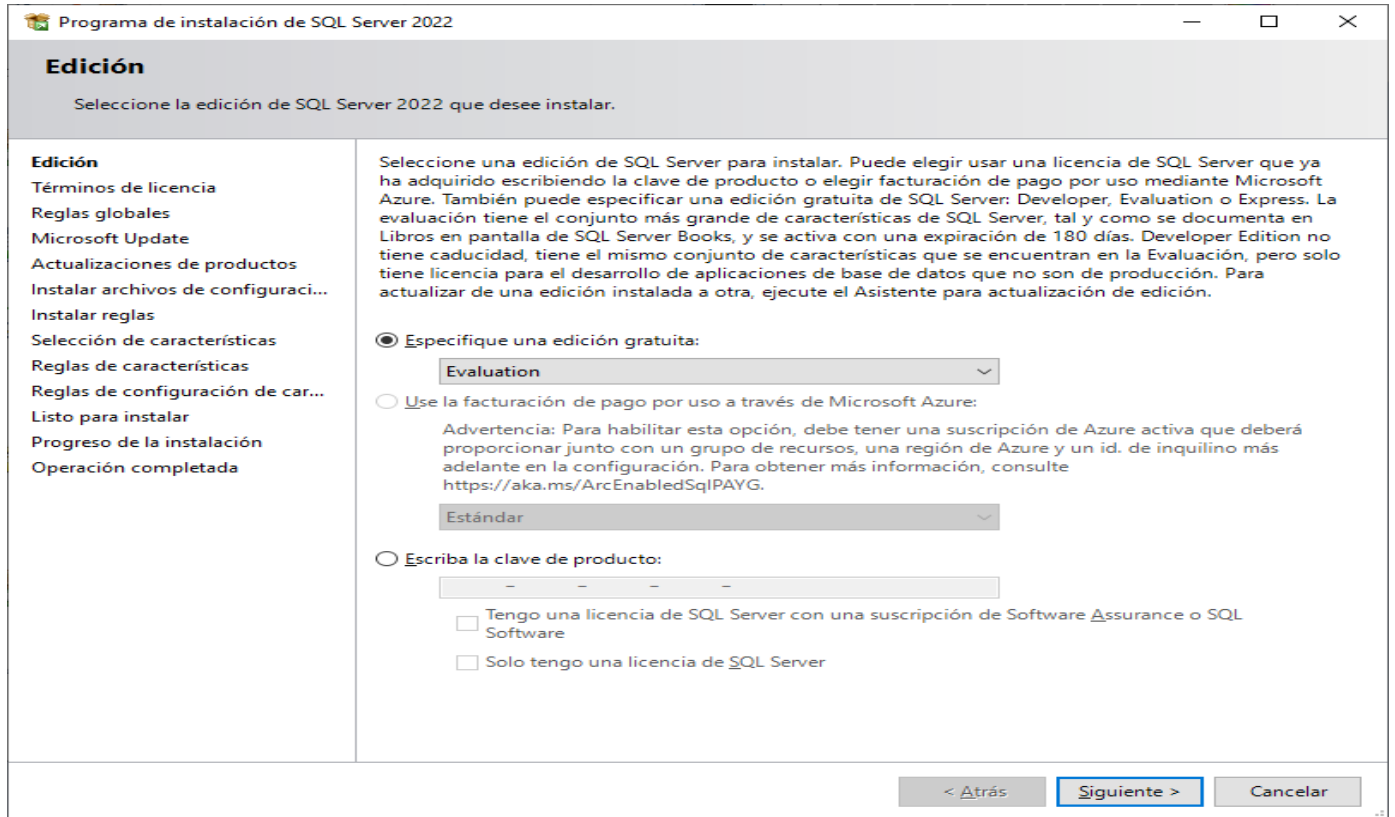 Programa de instalación de SQL Server 2022
Edición
Seleccione la edición de SQL Server 2022 que desee instalar.
Edición
Términos de licencia
Reglas globales
Microsoft Update
Actualizaciones de productos
Instalar archivos de configuraci...
Instalar reglas
Selección de características
Reglas de características
Reglas de configuración de car...
Listo para instalar
Progreso de la instalación
Operación completada
Seleccione una edición de SQL Server para instalar. Puede elegir usar una licencia de SQL Server que ya
ha adquirido escribiendo la clave de producto o elegir facturación de pago por uso mediante Microsoft
Azure. También puede especificar una edición gratuita de SQL Server: Developer, Evaluation o Express. La
evaluación tiene el conjunto más grande de características de SQL Server, tal y como se documenta en
Libros en pantalla de SQL Server Books, y se activa con una expiración de 180 días. Developer Edition no
tiene caducidad, tiene el mismo conjunto de características que se encuentran en la Evaluación, pero solo
tiene licencia para el desarrollo de aplicaciones de base de datos que no son de producción. Para
actualizar de una edición instalada a otra, ejecute el Asistente para actualización de edición.
Especifique una edición gratuita:
Evaluation
Use la facturación de pago por uso a través de Microsoft Azure:
Advertencia: Para habilitar esta opción, debe tener una suscripción de Azure activa que deberá
proporcionar junto con un grupo de recursos, una región de Azure y un id. de inquilino más
adelante en la configuración. Para obtener más información, consulte
https://aka.ms/ArcEnabledSqlPAYG.
Estándar
Escriba la clave de producto:
– – – –
Tengo una licencia de SQL Server con una suscripción de Software Assurance o SQL
Software
Solo tengo una licencia de SQL Server
< Atrás
Siguiente >
Cancelar